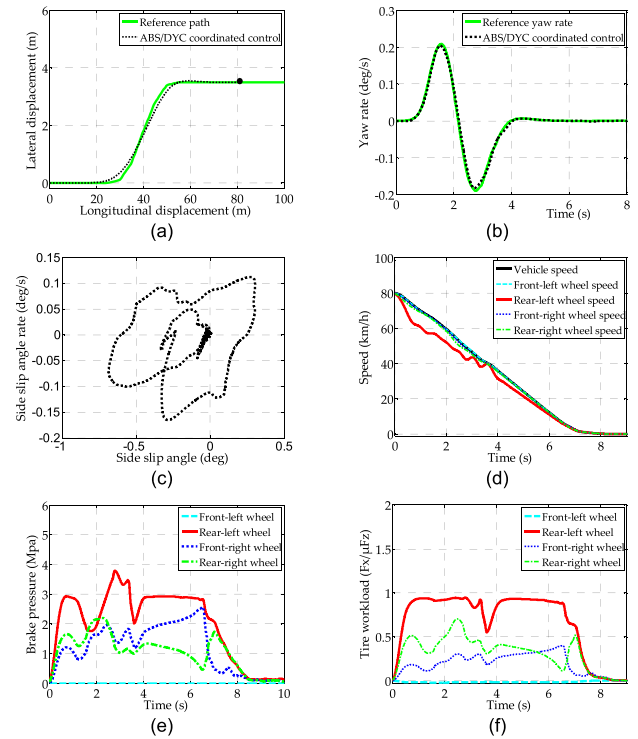 Reference path
ABS/DYC coordinated control
Lateral displacement (m)
6
4
2
0
0 20 40 60 80 100
Longitudinal displacement (m)
(a)
Reference yaw rate
ABS/DYC coordinated control
Yaw rate (deg/s)
0.3
0.2
0.1
0
-0.1
-0.2
0 2 4 6 8
Time (s)
(b)
Side slip angle rate (deg/s)
0.15
0.1
0.05
0
-0.05
-0.1
-0.15
-0.2
-1 -0.5 0 0.5
Side slip angle (deg)
(c)
Vehicle speed
Front-left wheel speed
Rear-left wheel speed
Front-right wheel speed
Rear-right wheel speed
Speed (km/h)
100
80
60
40
20
0
0 2 4 6 8
Time (s)
(d)
Front-left wheel
Rear-left wheel
Front-right wheel
Rear-right wheel
Brake pressure (Mpa)
6
5
4
3
2
1
0
0 2 4 6 8 10
Time (s)
(e)
Front-left wheel
Rear-left wheel
Front-right wheel
Rear-right wheel
Tire workload (Fx/μFz)
2
1.5
1
0.5
0
0 2 4 6 8
Time (s)
(f)